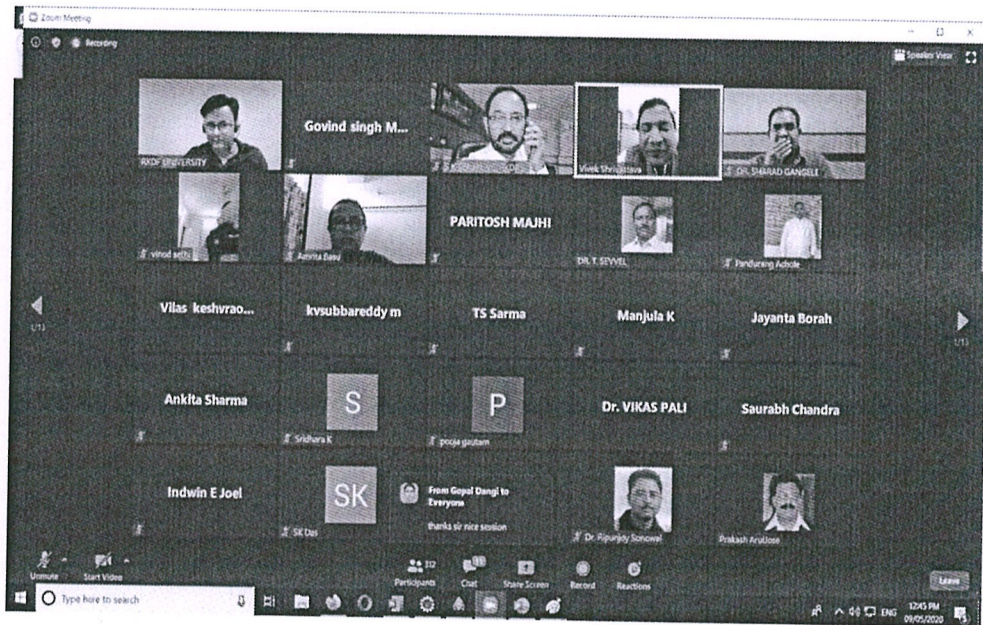 Zoom Meeting
Recording
Speaker View
RKDF UNIVERSITY
Govind singh M...
Vivek Shrivastava
DR. SHARAD GANGELE
vinod sethi
Amrita Basu
PARITOSH MAJHI
DR. T. SEVVEL
Pandurang Achole
Vilas keshvrao...
kvsubbareddy m
TS Sarma
Manjula K
Jayanta Borah
1/13
1/13
Ankita Sharma
S
Sridhara K
P
pooja gautam
Dr. VIKAS PALI
Saurabh Chandra
Indwin E Joel
SK
SK Das
From Gopal Dangi to
Everyone
thanks sir nice session
Dr. Ripunjoy Sonowal
Prakash ArulJose
Unmute
Start Video
312
Participants
Chat
Share Screen
Record
Reactions
Leave
Type here to search
ENG
12:45 PM
09/05/2020